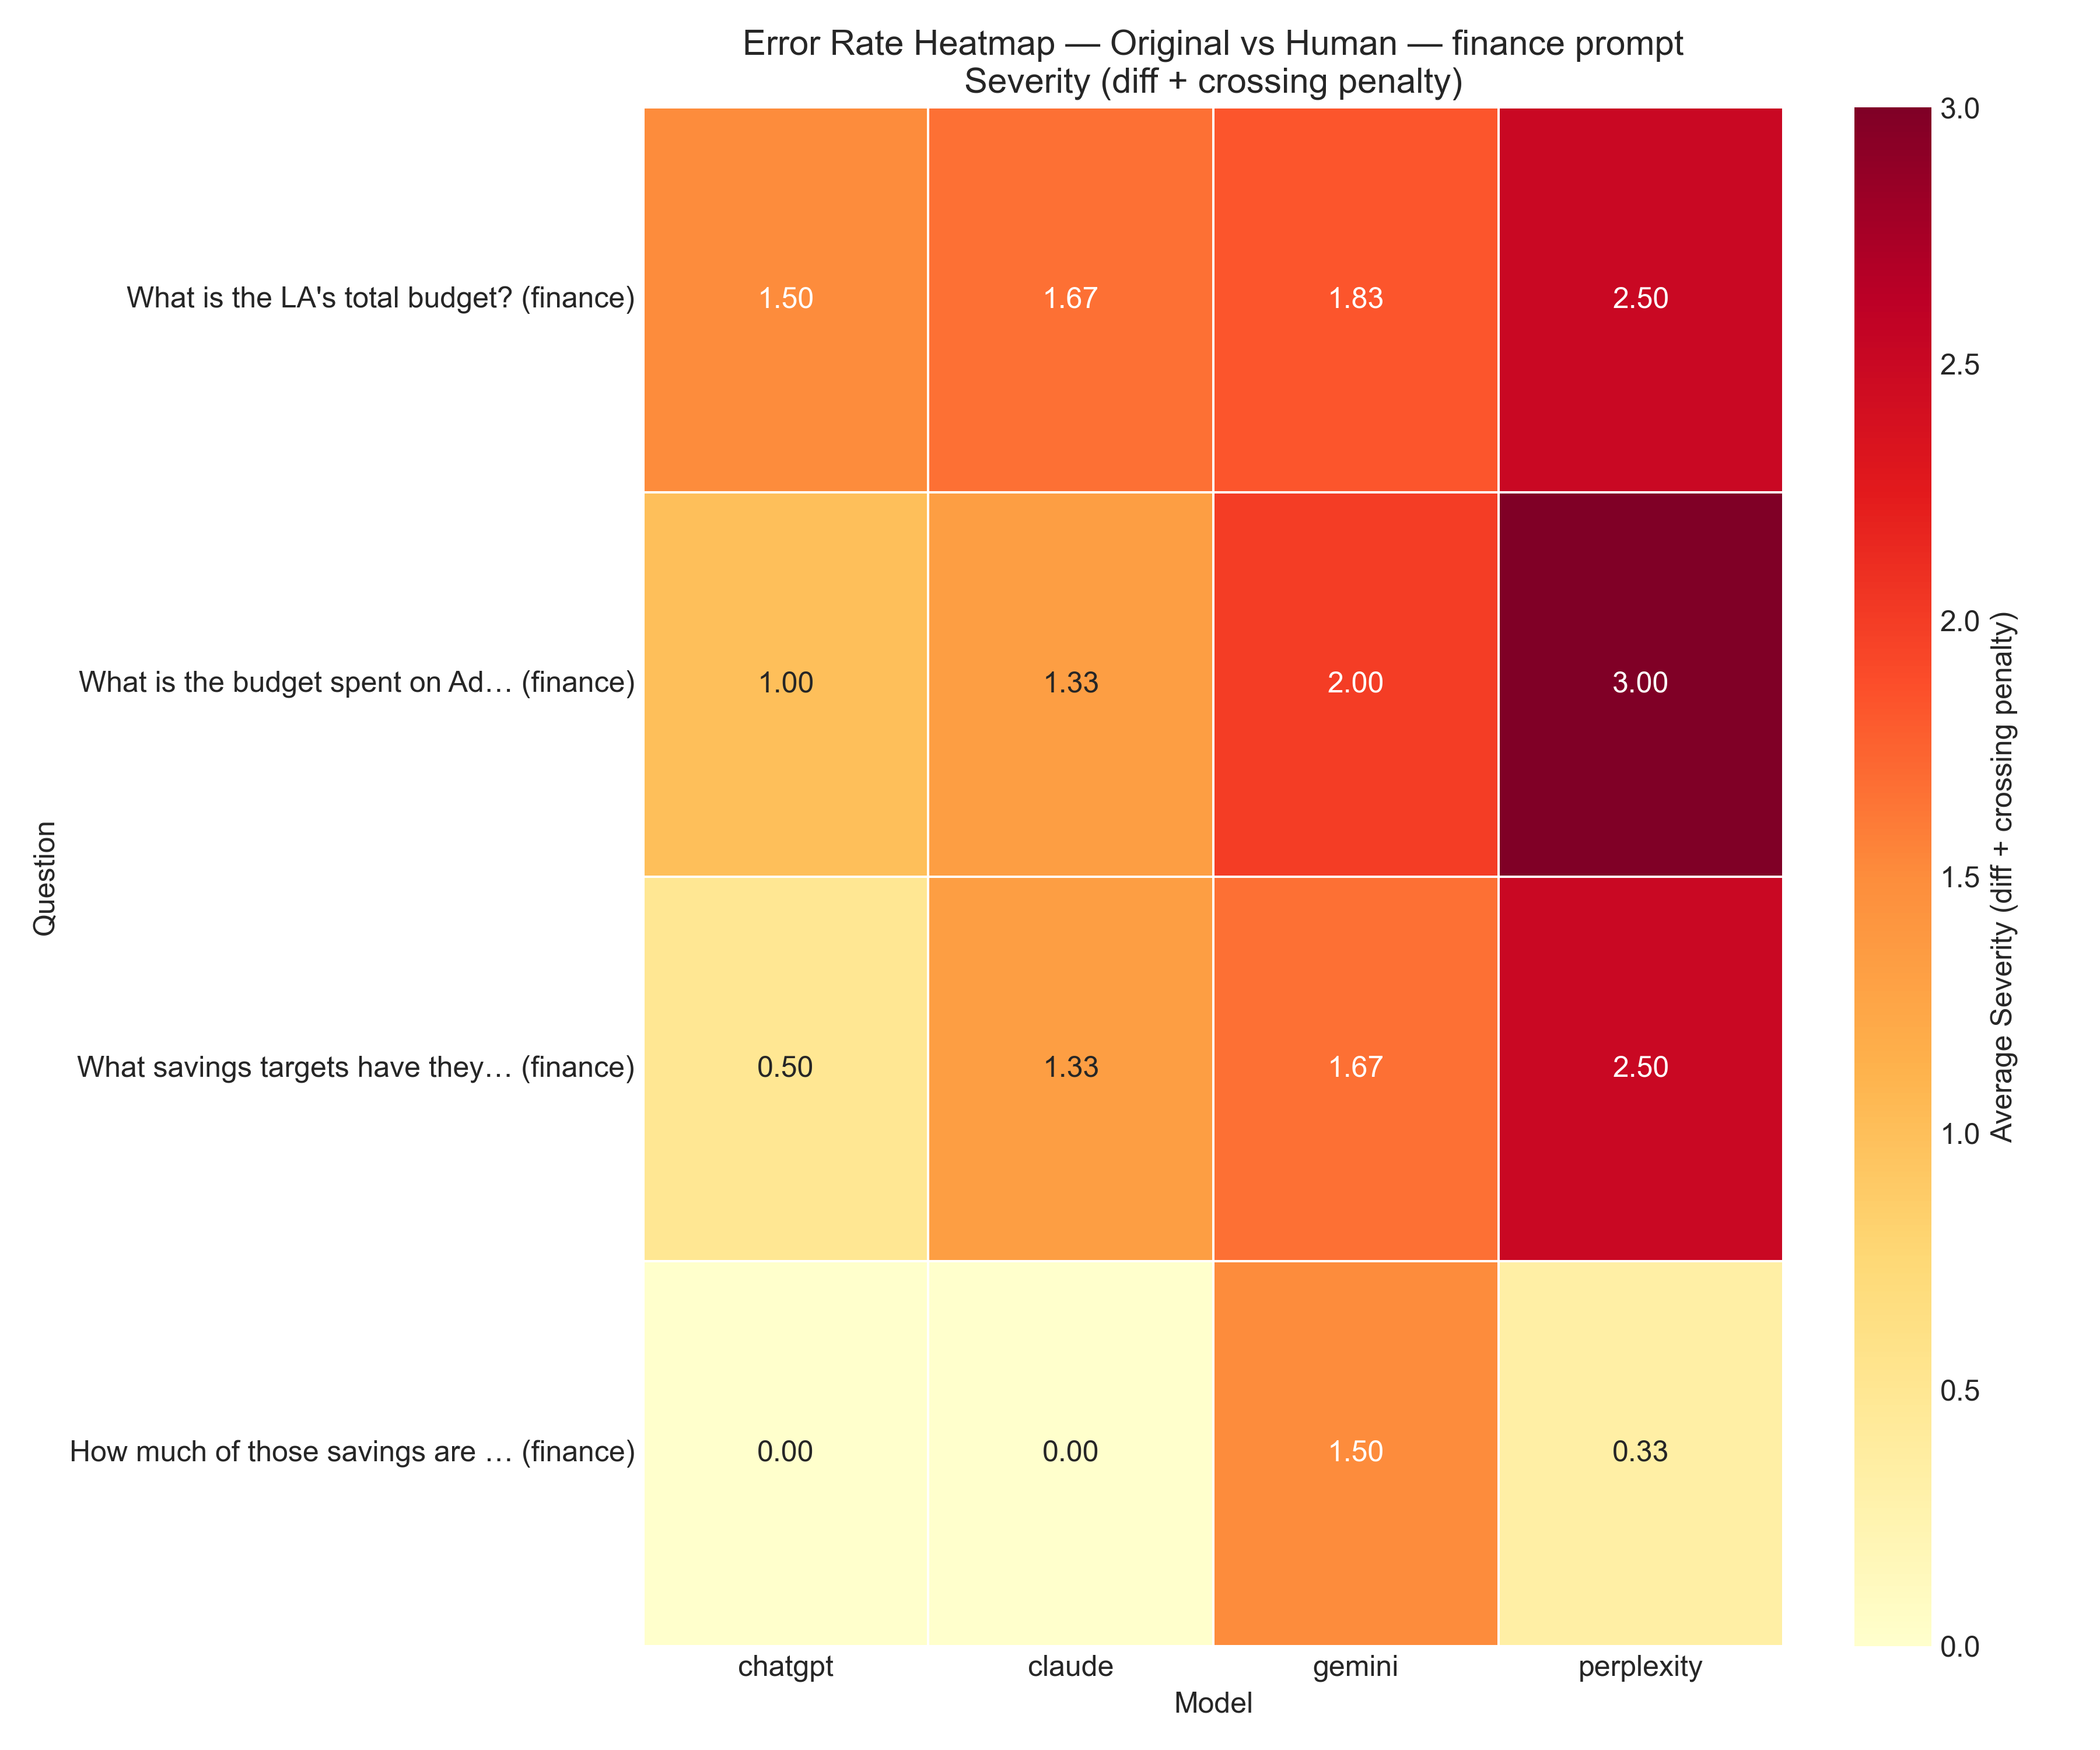 Error Rate Heatmap — Original vs Human — finance prompt
Severity (diff + crossing penalty)
Question
What is the LA's total budget? (finance)
1.50
1.67
1.83
2.50
What is the budget spent on Ad… (finance)
1.00
1.33
2.00
3.00
What savings targets have they… (finance)
0.50
1.33
1.67
2.50
How much of those savings are … (finance)
0.00
0.00
1.50
0.33
chatgpt
claude
gemini
perplexity
Model
3.0
2.5
2.0
1.5
1.0
0.5
0.0
Average Severity (diff + crossing penalty)